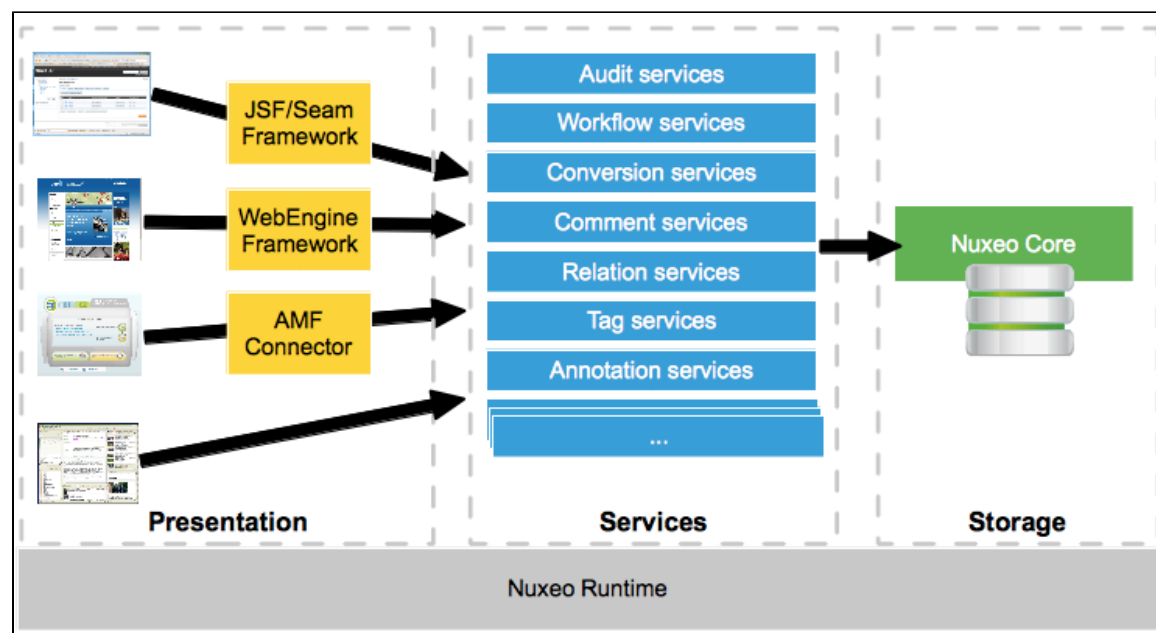 JSF/Seam
Framework
WebEngine
Framework
AMF
Connector
Presentation
Audit services
Workflow services
Conversion services
Comment services
Relation services
Tag services
Annotation services
...
Services
Nuxeo Core
Storage
Nuxeo Runtime